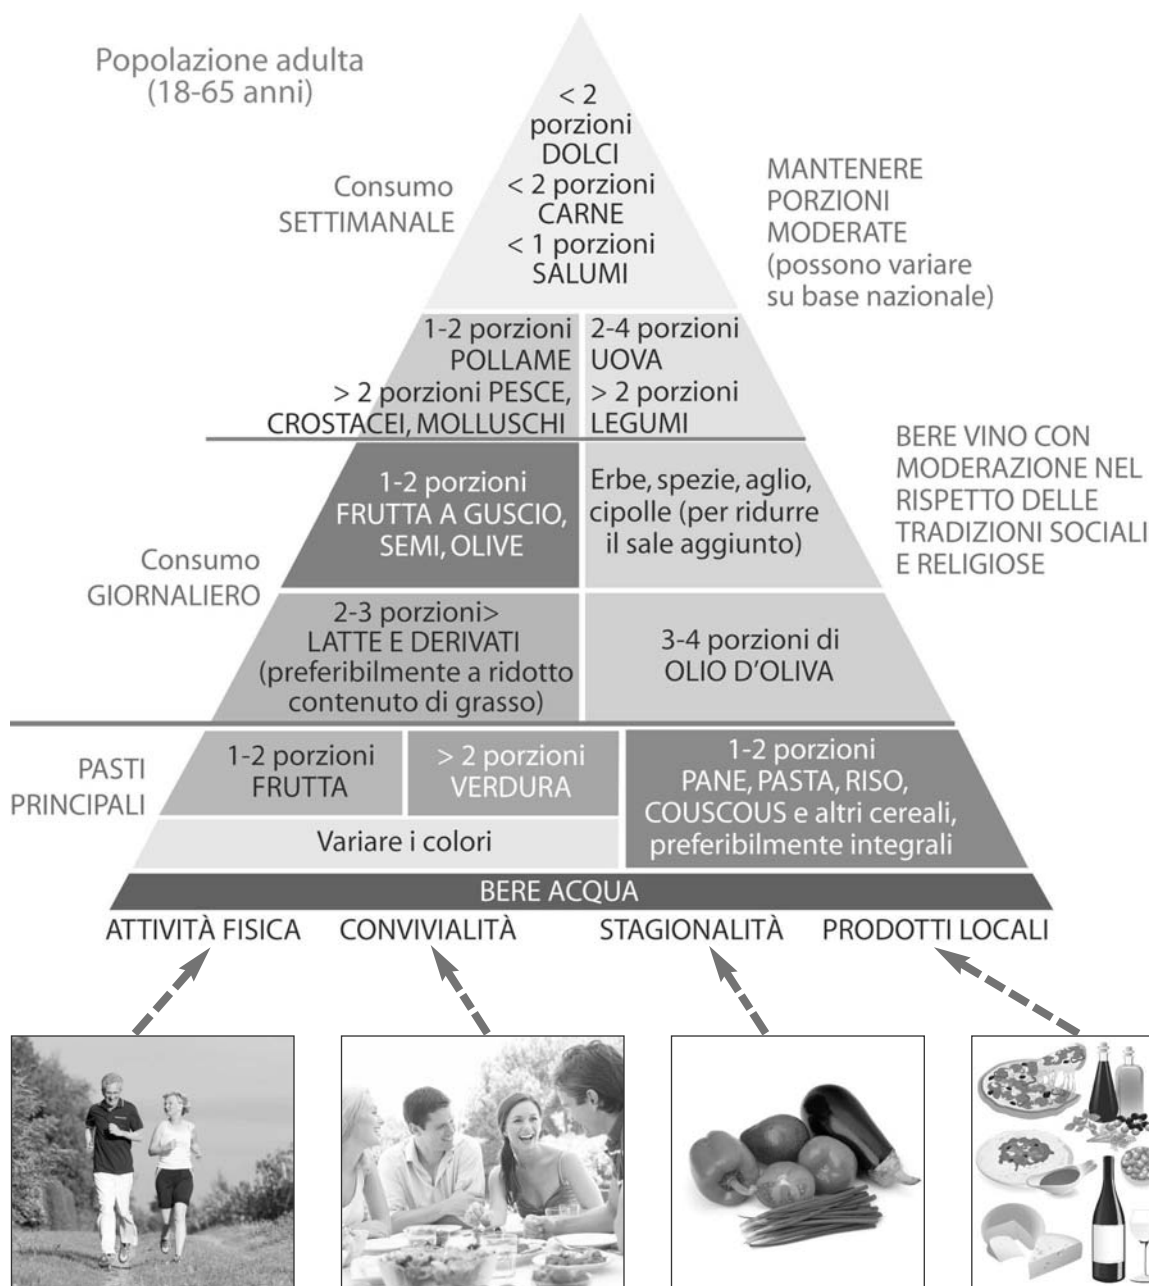 Popolazione adulta
(18-65 anni)
< 2
porzioni
DOLCI
< 2 porzioni
CARNE
< 1 porzioni
SALUMI
Consumo
SETTIMANALE
MANTENERE
PORZIONI
MODERATE
(possono variare
su base nazionale)
1-2 porzioni
POLLAME
> 2 porzioni PESCE,
CROSTACEI, MOLLUSCHI
2-4 porzioni
UOVA
> 2 porzioni
LEGUMI
BERE VINO CON
MODERAZIONE NEL
RISPETTO DELLE
TRADIZIONI SOCIALI
E RELIGIOSE
Consumo
GIORNALIERO
1-2 porzioni
FRUTTA A GUSCIO,
SEMI, OLIVE
Erbe, spezie, aglio,
cipolle (per ridurre
il sale aggiunto)
2-3 porzioni>
LATTE E DERIVATI
(preferibilmente a ridotto
contenuto di grasso)
3-4 porzioni di
OLIO D'OLIVA
PASTI
PRINCIPALI
1-2 porzioni
FRUTTA
> 2 porzioni
VERDURA
1-2 porzioni
PANE, PASTA, RISO,
COUSCOUS e altri cereali,
preferibilmente integrali
Variare i colori
BERE ACQUA
ATTIVITÀ FISICA
CONVIVIALITÀ
STAGIONALITÀ
PRODOTTI LOCALI